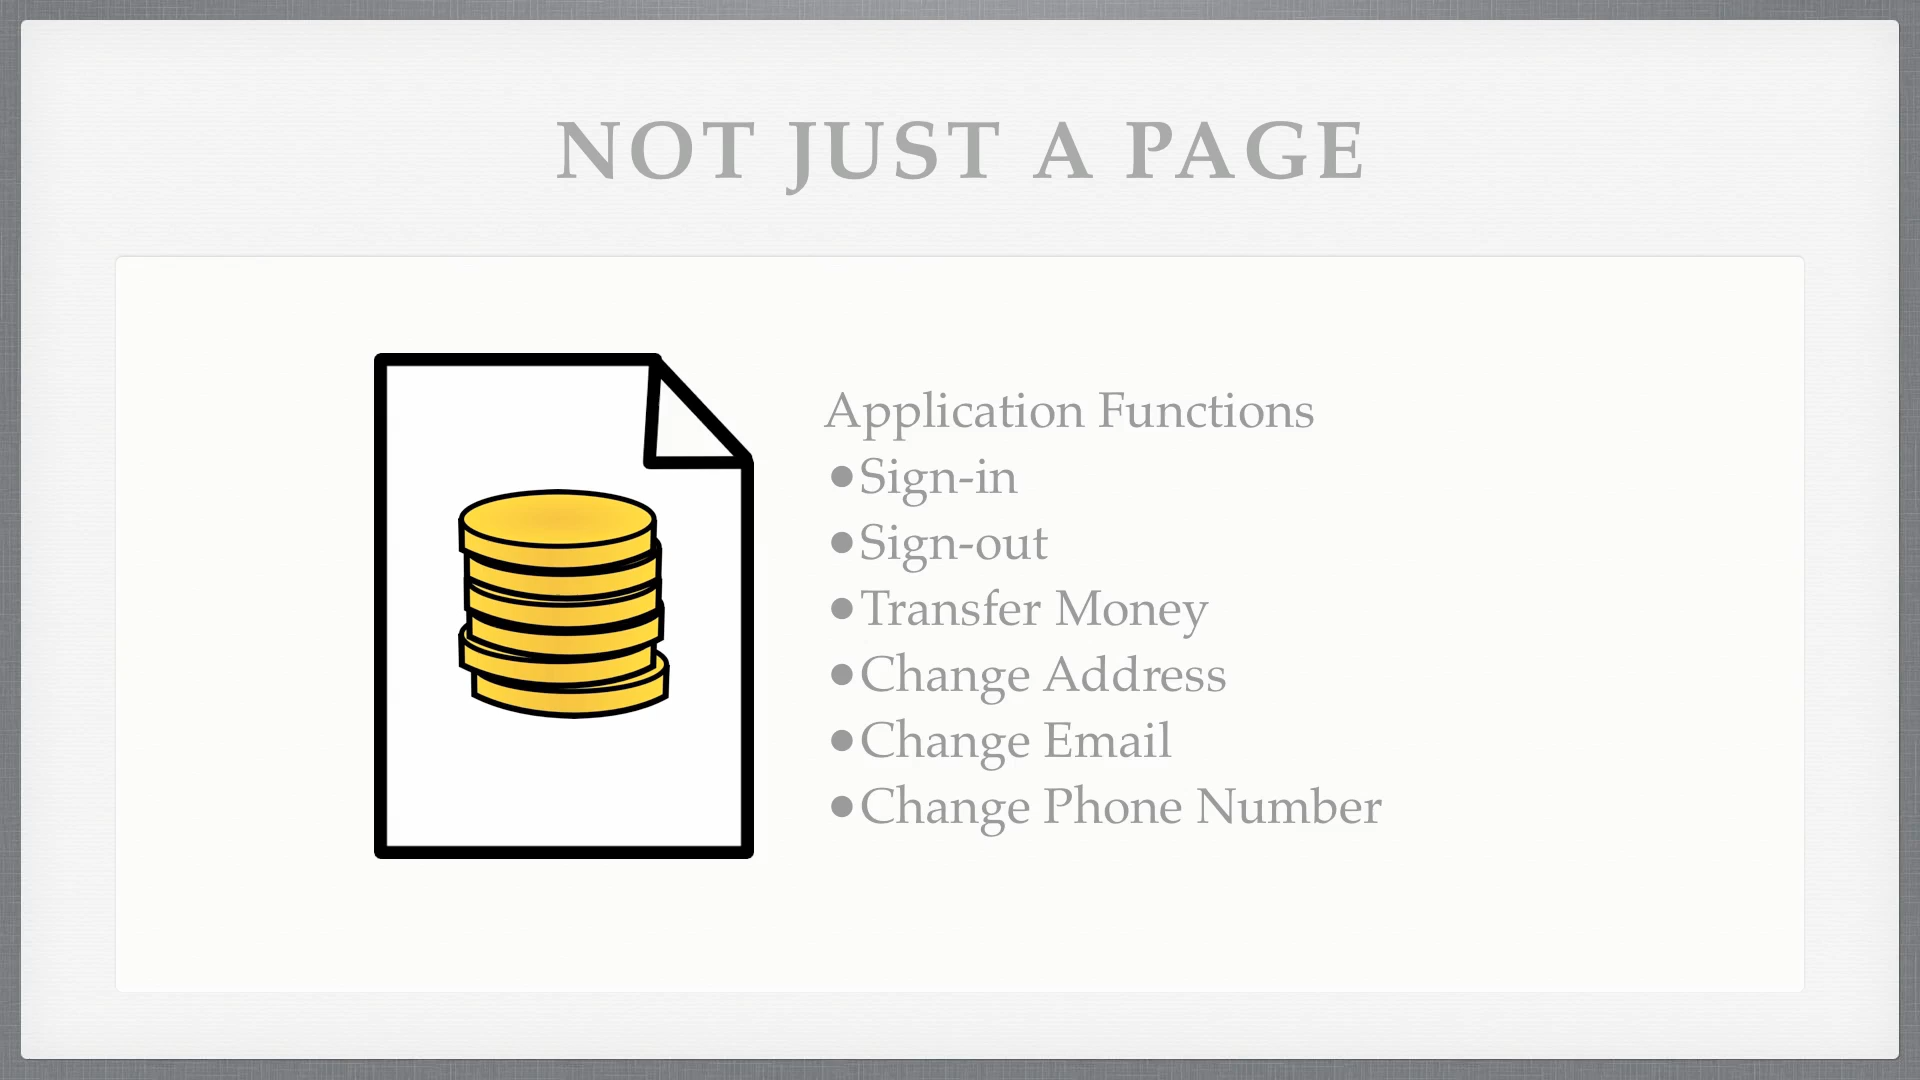 NOT JUST A PAGE
Application Functions
•Sign-in
•Sign-out
•Transfer Money
•Change Address
•Change Email
•Change Phone Number